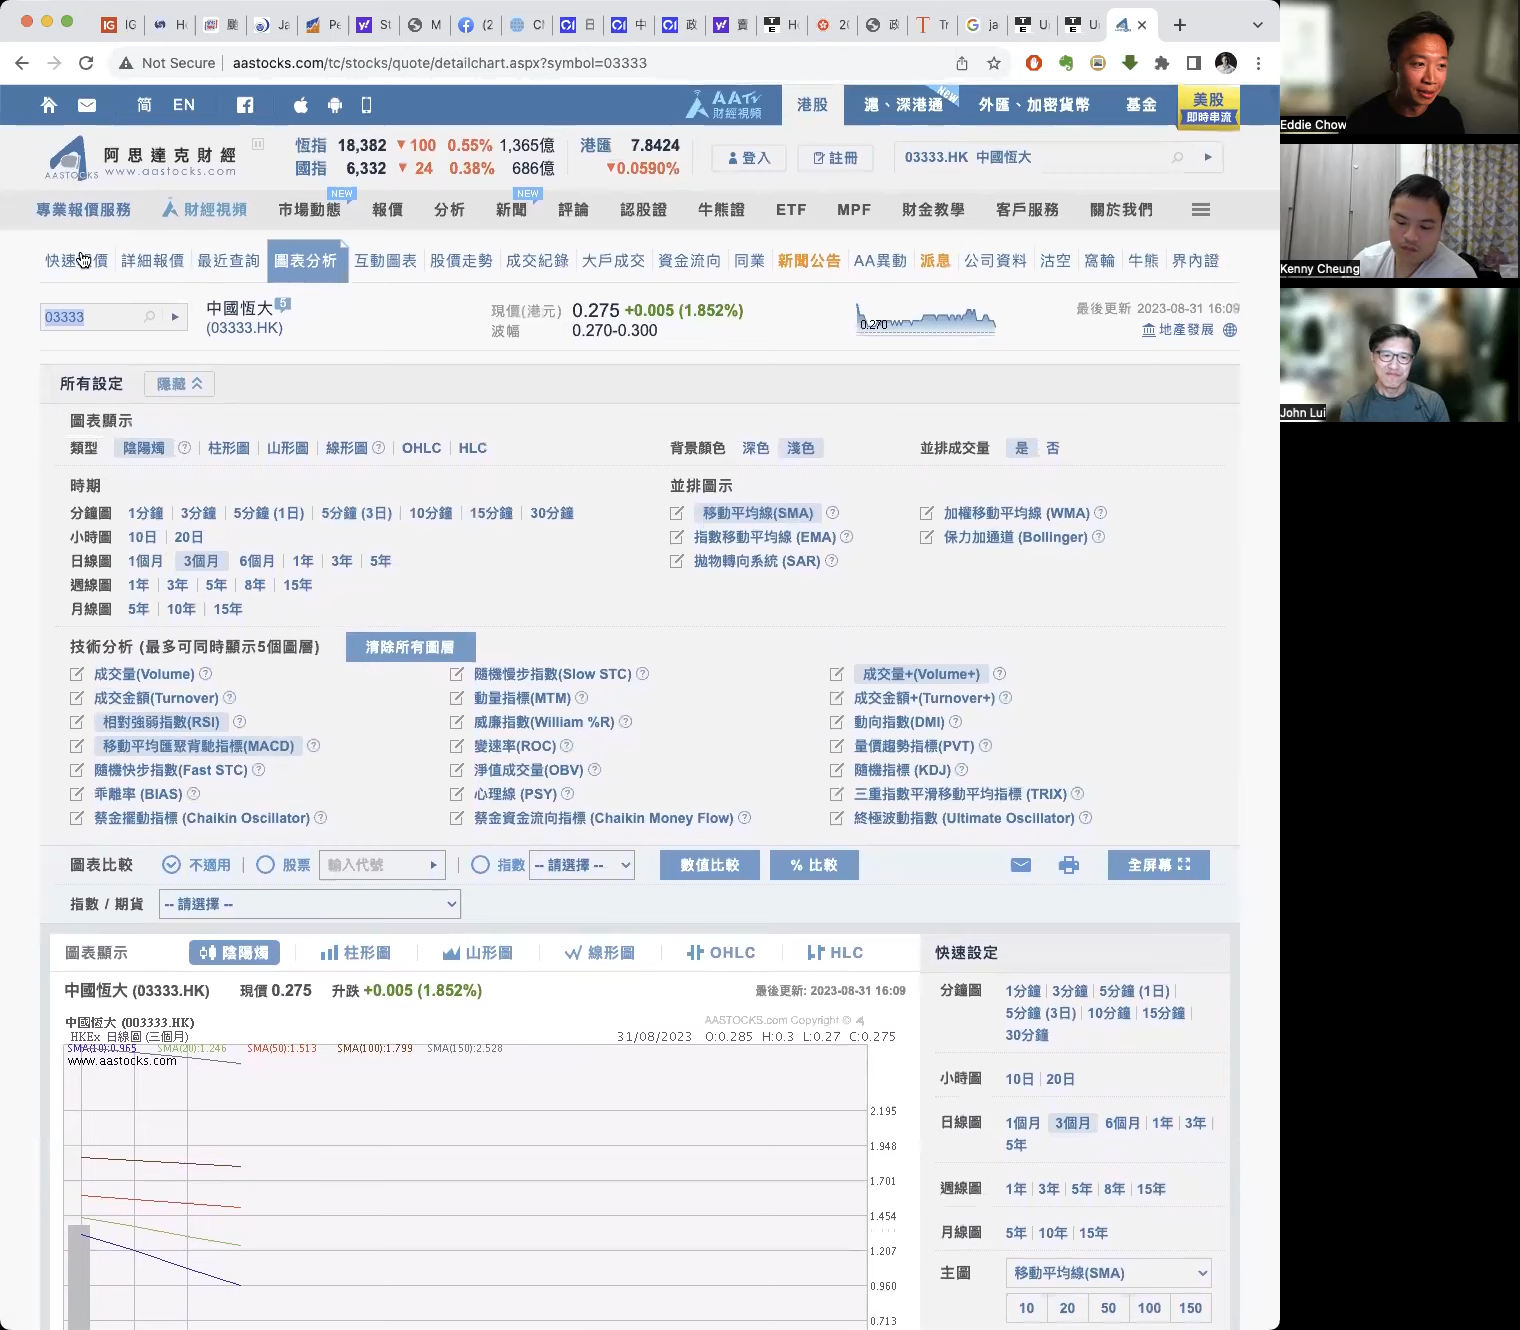 IG
IG
Hc
Ja
Pe
St
M
(2
Cl
日
中
政
H
20
政
Tr
ja
U
U
Not Secure
aastocks.com/tc/stocks/quote/detailchart.aspx?symbol=03333
简
EN
AATV
財經視頻
港股
滬、深港通
New
外匯、加密貨幣
基金
美股
即時串流
AASTOCKS
阿思達克財經
www.aastocks.com
恆指 18,382 ▼100 0.55% 1,365億
國指 6,332 ▼ 24 0.38% 686億
港匯 7.8424
▼0.0590%
登入
註冊
03333.HK 中國恆大
NEW
NEW
專業報價服務
財經視頻
市場動態
報價
分析
新聞
評論
認股證
牛熊證
ETF
MPF
財金教學
客戶服務
關於我們
快速報價
詳細報價
最近查詢
圖表分析
互動圖表
股價走勢
成交紀錄
大戶成交
資金流向
同業
新聞公告
AA異動
派息
公司資料
沽空
窩輪
牛熊
界內證
03333
中國恆大 5
(03333.HK)
現價(港元) 0.275 +0.005 (1.852%)
波幅 0.270-0.300
0.270
最後更新 2023-08-31 16:09
地產發展
所有設定
隱藏
圖表顯示
類型 陰陽燭 柱形圖 山形圖 線形圖 OHLC HLC
背景顏色 深色 淺色
並排成交量 是 否
時期
分鐘圖 1分鐘 3分鐘 5分鐘 (1日) 5分鐘 (3日) 10分鐘 15分鐘 30分鐘
小時圖 10日 20日
日線圖 1個月 3個月 6個月 1年 3年 5年
週線圖 1年 3年 5年 8年 15年
月線圖 5年 10年 15年
並排圖示
移動平均線(SMA)
加權移動平均線 (WMA)
指數移動平均線 (EMA)
保力加通道 (Bollinger)
拋物轉向系統 (SAR)
技術分析 (最多可同時顯示5個圖層)
清除所有圖層
成交量(Volume)
隨機慢步指數(Slow STC)
成交量+(Volume+)
成交金額(Turnover)
動量指標(MTM)
成交金額+(Turnover+)
相對強弱指數(RSI)
威廉指數(William %R)
動向指數(DMI)
移動平均匯聚背馳指標(MACD)
變速率(ROC)
量價趨勢指標(PVT)
隨機快步指數(Fast STC)
淨值成交量(OBV)
隨機指標 (KDJ)
乖離率 (BIAS)
心理線 (PSY)
三重指數平滑移動平均指標 (TRIX)
蔡金擺動指標 (Chaikin Oscillator)
蔡金資金流向指標 (Chaikin Money Flow)
終極波動指數 (Ultimate Oscillator)
圖表比較 不適用 股票 輸入代號 指數 -- 請選擇 -- 數值比較 % 比較 全屏幕
指數 / 期貨 -- 請選擇 --
圖表顯示 陰陽燭 柱形圖 山形圖 線形圖 OHLC HLC
中國恆大 (03333.HK) 現價 0.275 升跌 +0.005 (1.852%)
最後更新: 2023-08-31 16:09
中國恆大 (003333.HK)
AASTOCKS.com Copyright ©
HKEx 日線圖 (三個月)
31/08/2023 O:0.285 H:0.3 L:0.27 C:0.275
SMA(10):0.965 SMA(20):1.246 SMA(50):1.513 SMA(100):1.799 SMA(150):2.528
www.aastocks.com
2.195
1.948
1.701
1.454
1.207
0.960
0.713
快速設定
分鐘圖 1分鐘 3分鐘 5分鐘 (1日)
5分鐘 (3日) 10分鐘 15分鐘
30分鐘
小時圖 10日 20日
日線圖 1個月 3個月 6個月 1年 3年
5年
週線圖 1年 3年 5年 8年 15年
月線圖 5年 10年 15年
主圖 移動平均線(SMA)
10 20 50 100 150
Eddie Chow
Kenny Cheung
John Lui